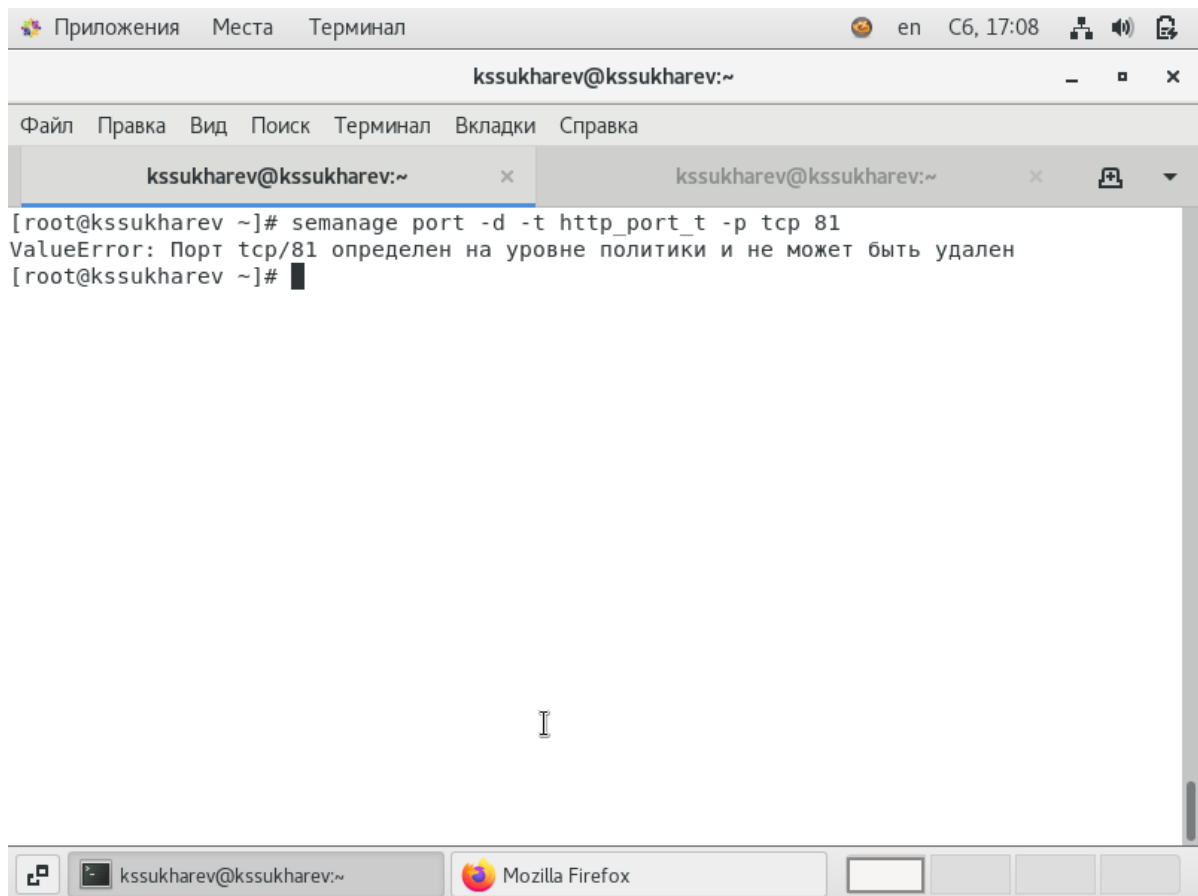 Приложения Места Терминал en Сб, 17:08
kssukharev@kssukharev:~
Файл Правка Вид Поиск Терминал Вкладки Справка
kssukharev@kssukharev:~ kssukharev@kssukharev:~
[root@kssukharev ~]# semanage port -d -t http_port_t -p tcp 81
ValueError: Порт tcp/81 определен на уровне политики и не может быть удален
[root@kssukharev ~]#
kssukharev@kssukharev:~ Mozilla Firefox